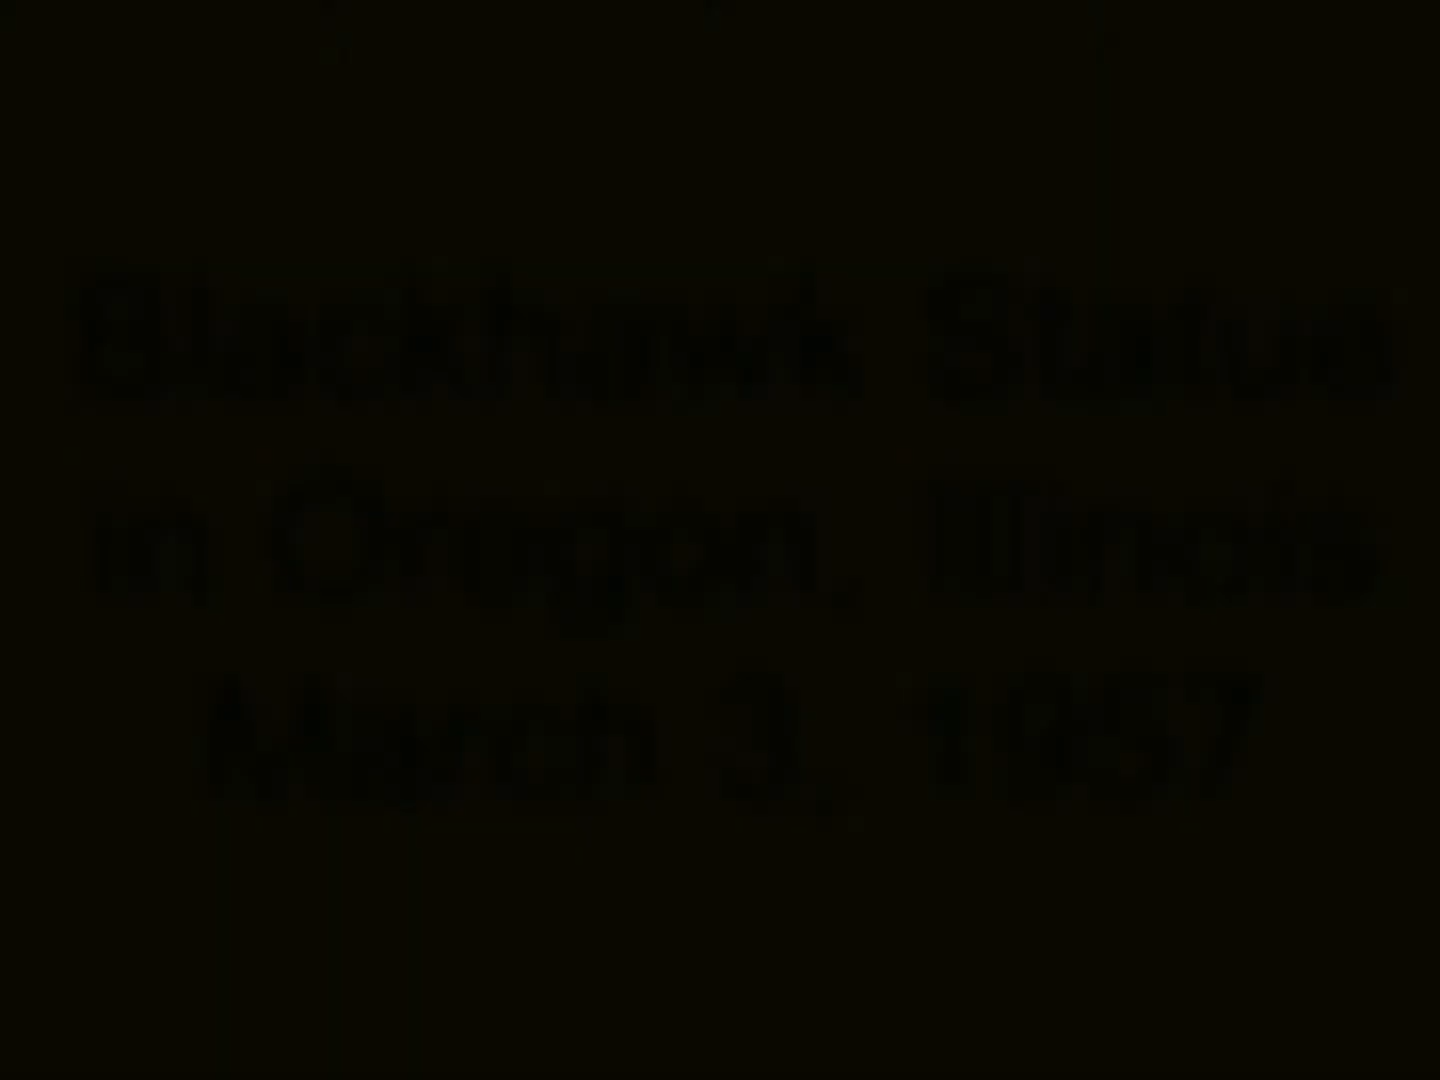 Blackhawk Statue
in Oregon, Illinois
March 3, 1957